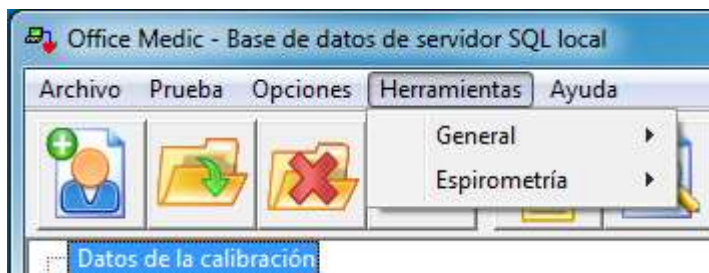 Office Medic - Base de datos de servidor SQL local
Archivo Prueba Opciones Herramientas Ayuda
General
Espirometría
Datos de la calibración